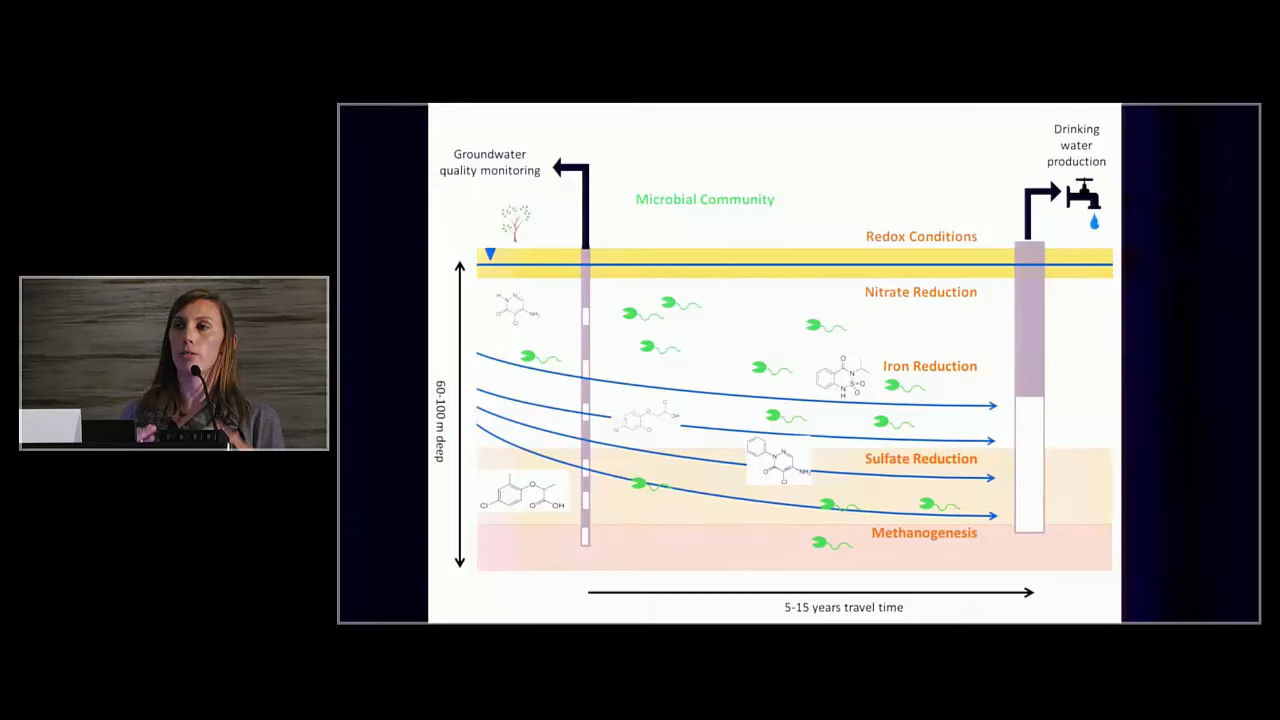 Groundwater
quality monitoring
Microbial Community
Drinking
water
production
Redox Conditions
Nitrate Reduction
Iron Reduction
Sulfate Reduction
Methanogenesis
60-100 m deep
5-15 years travel time